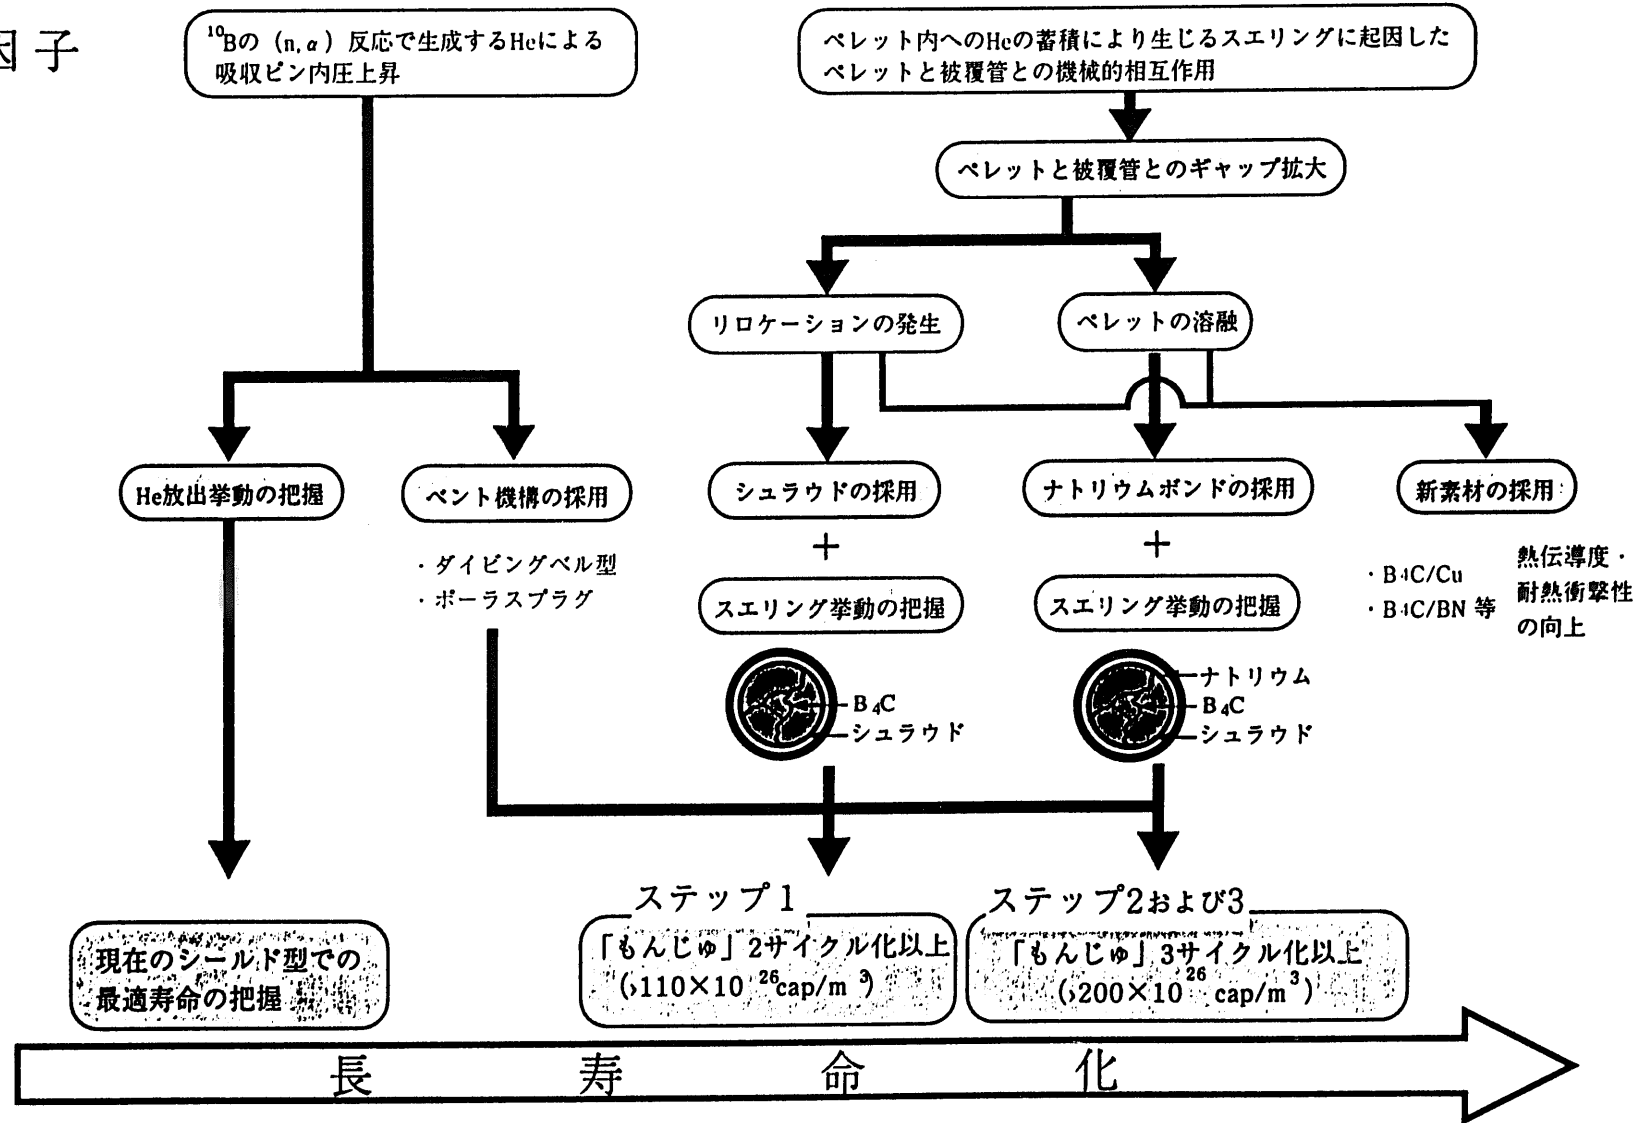 因子
¹⁰Bの（n,α）反応で生成するHeによる
吸収ピン内圧上昇
ペレット内へのHeの蓄積により生じるスエリングに起因した
ペレットと被覆管との機械的相互作用
ペレットと被覆管とのギャップ拡大
リロケーションの発生
ペレットの溶融
He放出挙動の把握
ベント機構の採用
シュラウドの採用
ナトリウムボンドの採用
新素材の採用
・ダイビングベル型
・ポーラスプラグ
+
+
スエリング挙動の把握
スエリング挙動の把握
・B₄C/Cu
・B₄C/BN 等
熱伝導度・
耐熱衝撃性
の向上
B₄C
シュラウド
ナトリウム
B₄C
シュラウド
現在のシールド型での
最適寿命の把握
ステップ1
「もんじゅ」2サイクル化以上
(>110×10²⁶cap/m³)
ステップ2および3
「もんじゅ」3サイクル化以上
(>200×10²⁶cap/m³)
長寿命化